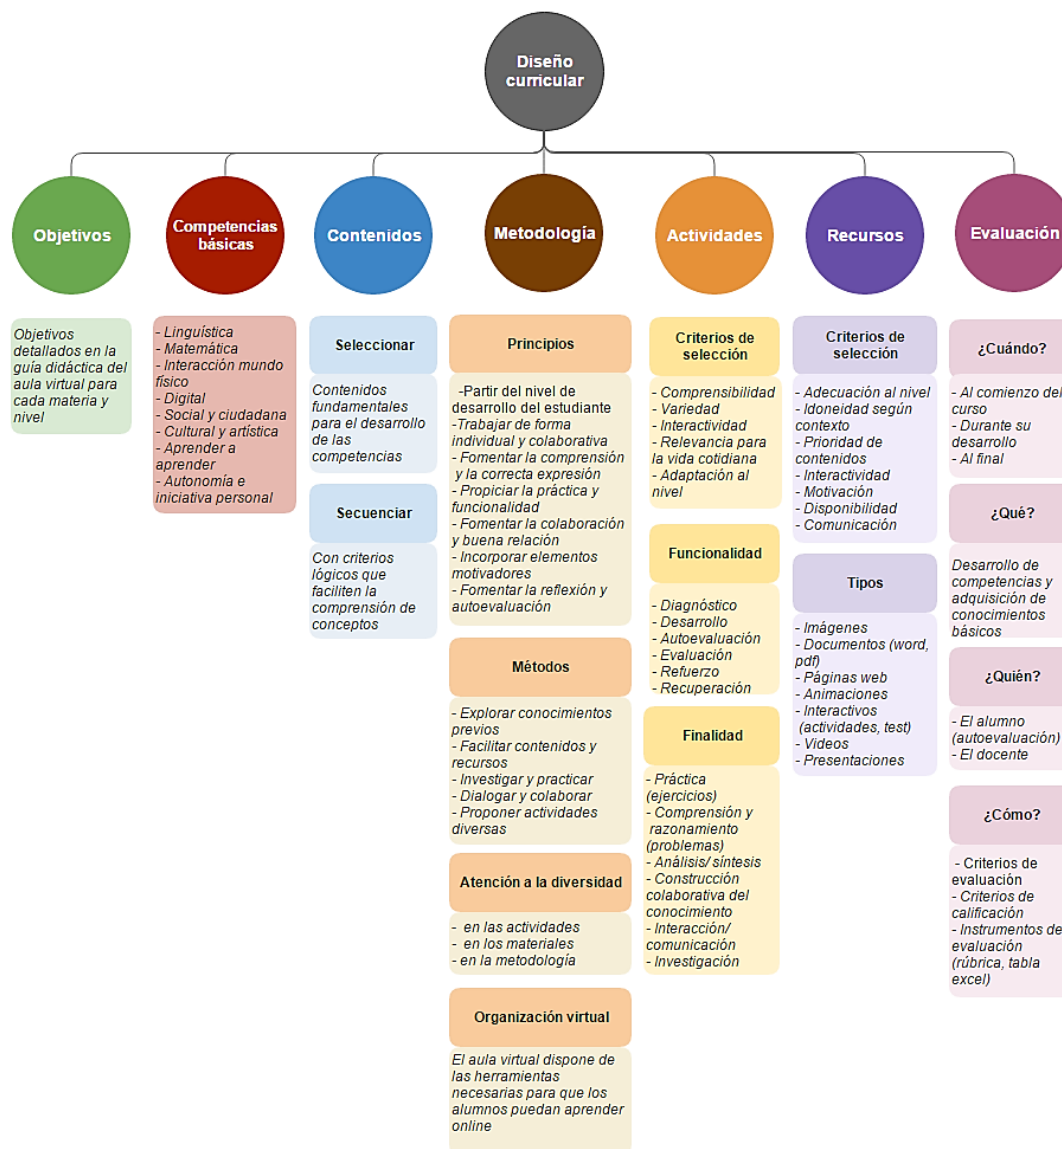 Diseño
curricular
Objetivos
Objetivos
detallados en la
guía didáctica del
aula virtual para
cada materia y
nivel
Competencias
básicas
- Linguística
- Matemática
- Interacción mundo
físico
- Digital
- Social y ciudadana
- Cultural y artística
- Aprender a
aprender
- Autonomía e
iniciativa personal
Contenidos
Seleccionar
Contenidos
fundamentales
para el desarrollo
de las
competencias
Secuenciar
Con criterios
lógicos que
faciliten la
comprensión de
conceptos
Metodología
Principios
-Partir del nivel de
desarrollo del estudiante
-Trabajar de forma
individual y colaborativa
- Fomentar la comprensión
y la correcta expresión
- Propiciar la práctica y
funcionalidad
- Fomentar la colaboración
y buena relación
- Incorporar elementos
motivadores
- Fomentar la reflexión y
autoevaluación
Métodos
- Explorar conocimientos
previos
- Facilitar contenidos y
recursos
- Investigar y practicar
- Dialogar y colaborar
- Proponer actividades
diversas
Atención a la diversidad
- en las actividades
- en los materiales
- en la metodología
Organización virtual
El aula virtual dispone de
las herramientas
necesarias para que los
alumnos puedan aprender
online
Actividades
Criterios de
selección
- Comprensibilidad
- Variedad
- Interactividad
- Relevancia para
la vida cotidiana
- Adaptación al
nivel
Funcionalidad
- Diagnóstico
- Desarrollo
- Autoevaluación
- Evaluación
- Refuerzo
- Recuperación
Finalidad
- Práctica
(ejercicios)
- Comprensión y
razonamiento
(problemas)
- Análisis/ síntesis
- Construcción
colaborativa del
conocimiento
- Interacción/
comunicación
- Investigación
Recursos
Criterios de
selección
- Adecuación al nivel
- Idoneidad según
contexto
- Prioridad de
contenidos
- Interactividad
- Motivación
- Disponibilidad
- Comunicación
Tipos
- Imágenes
- Documentos (word,
pdf)
- Páginas web
- Animaciones
- Interactivos
(actividades, test)
- Videos
- Presentaciones
Evaluación
¿Cuándo?
- Al comienzo del
curso
- Durante su
desarrollo
- Al final
¿Qué?
Desarrollo de
competencias y
adquisición de
conocimientos
básicos
¿Quién?
- El alumno
(autoevaluación)
- El docente
¿Cómo?
- Criterios de
evaluación
- Criterios de
calificación
- Instrumentos de
evaluación
(rúbrica, tabla
excel)